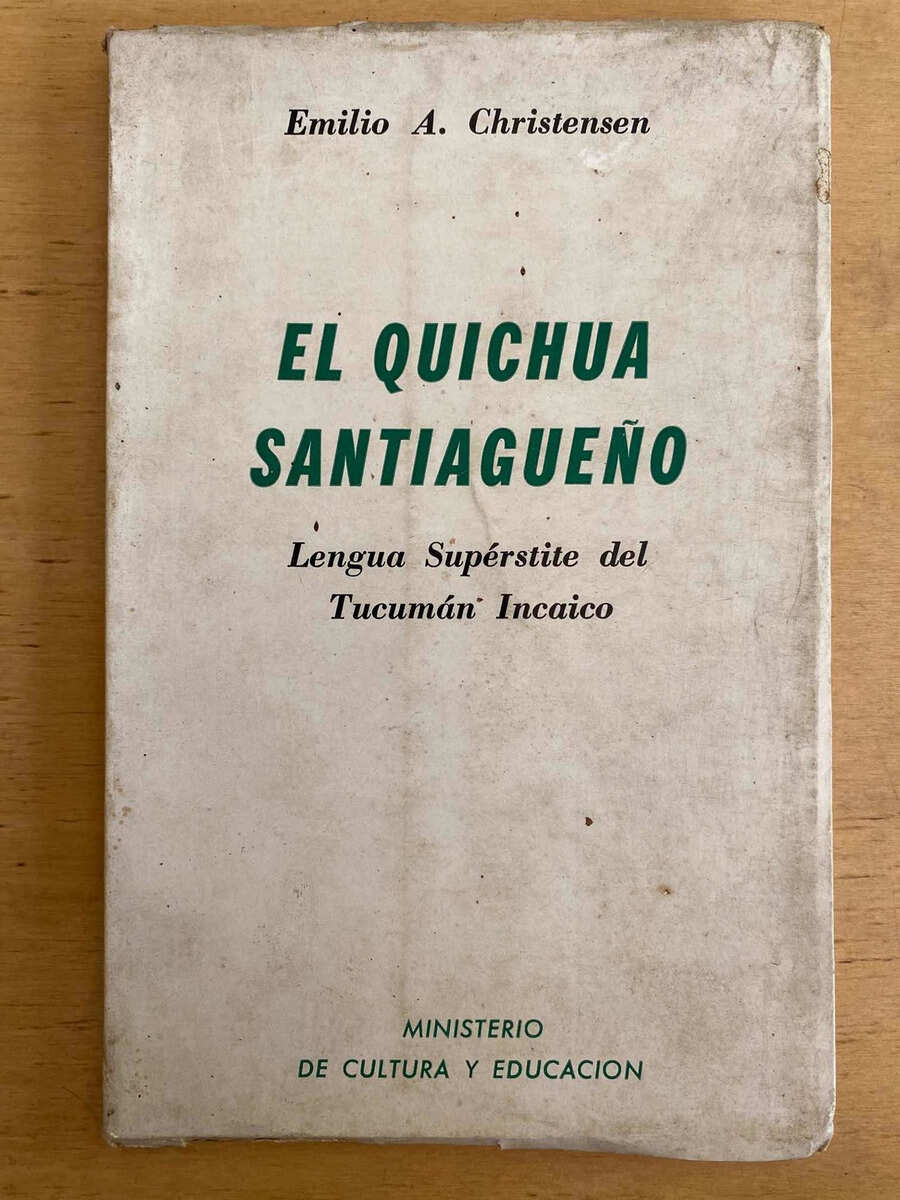 Emilio A. Christensen
EL QUICHUA
SANTIAGUEÑO
Lengua Supérstite del
Tucumán Incaico
MINISTERIO
DE CULTURA Y EDUCACION